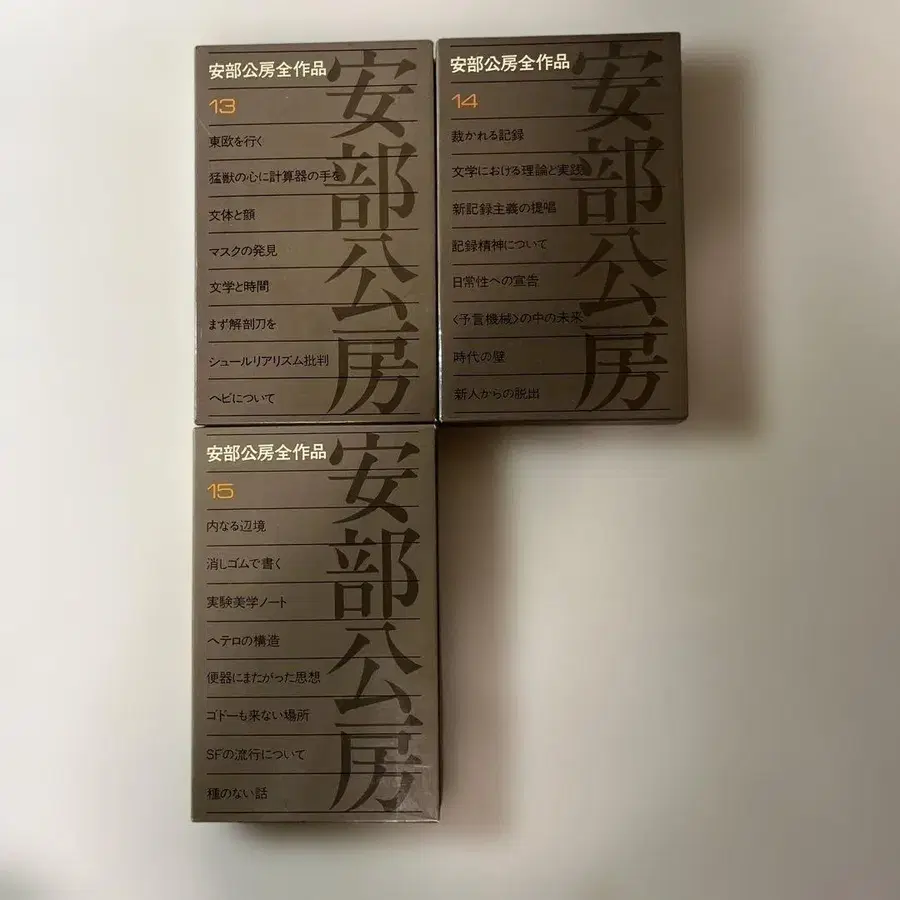 安部公房全作品
13
東欧を行く
猛獣の心に計算器の手を
文体と顔
マスクの発見
文学と時間
まず解剖刀を
シュールリアリズム批判
ヘビについて
安部公房
安部公房全作品
14
裁かれる記録
文学における理論と実践
新記録主義の提唱
記録精神について
日常性への宣告
〈予言機械〉の中の未来
時代の壁
新人からの脱出
安部公房
安部公房全作品
15
内なる辺境
消しゴムで書く
実験美学ノート
ヘテロの構造
便器にまたがった思想
ゴドーも来ない場所
SFの流行について
種のない話
安部公房